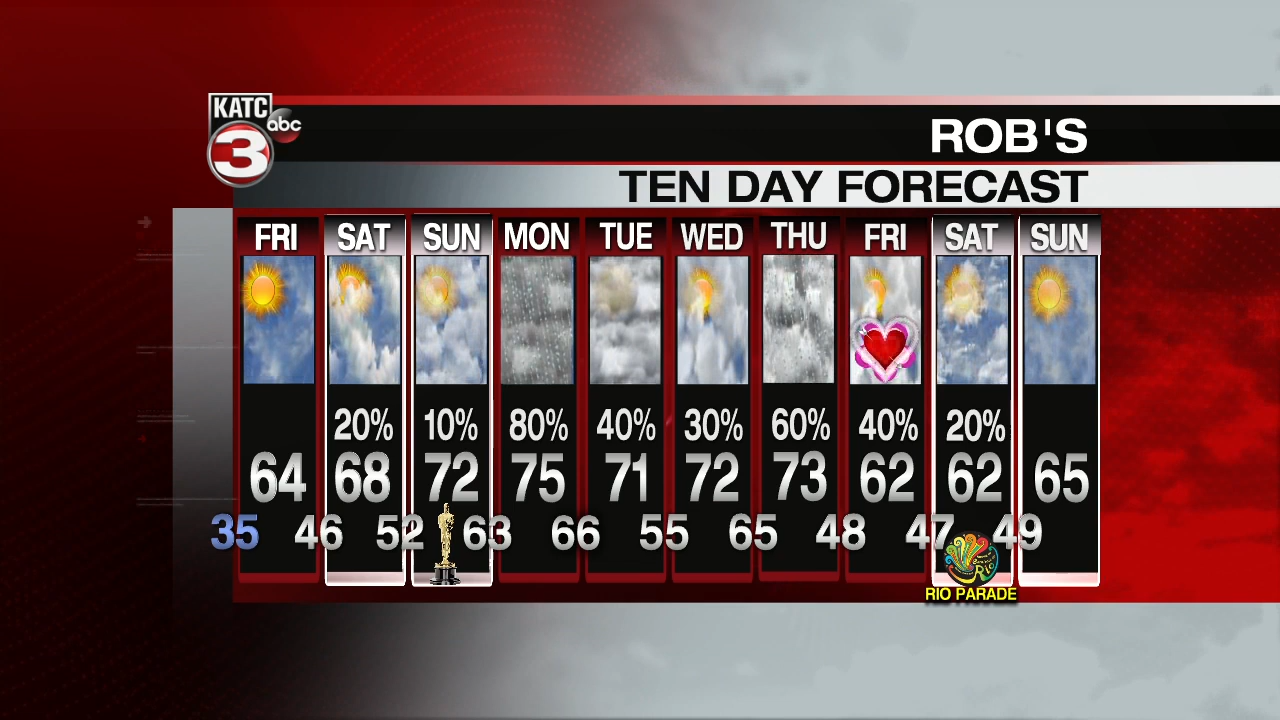 KATC
abc
3
ROB'S
TEN DAY FORECAST
FRI SAT SUN MON TUE WED THU FRI SAT SUN
20% 10% 80% 40% 30% 60% 40% 20%
64 68 72 75 71 72 73 62 62 65
35 46 52 63 66 55 65 48 47 49
Rio
RIO PARADE